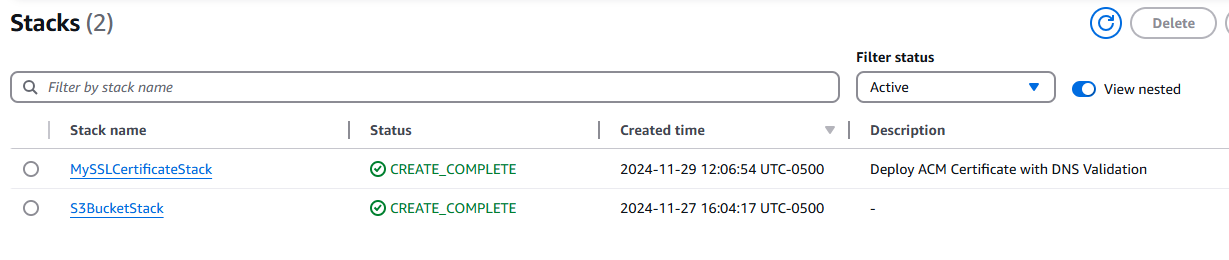 Stacks (2)
Delete
Filter status
Filter by stack name
Active
View nested
Stack name Status Created time Description
MySSLCertificateStack CREATE_COMPLETE 2024-11-29 12:06:54 UTC-0500 Deploy ACM Certificate with DNS Validation
S3BucketStack CREATE_COMPLETE 2024-11-27 16:04:17 UTC-0500 -